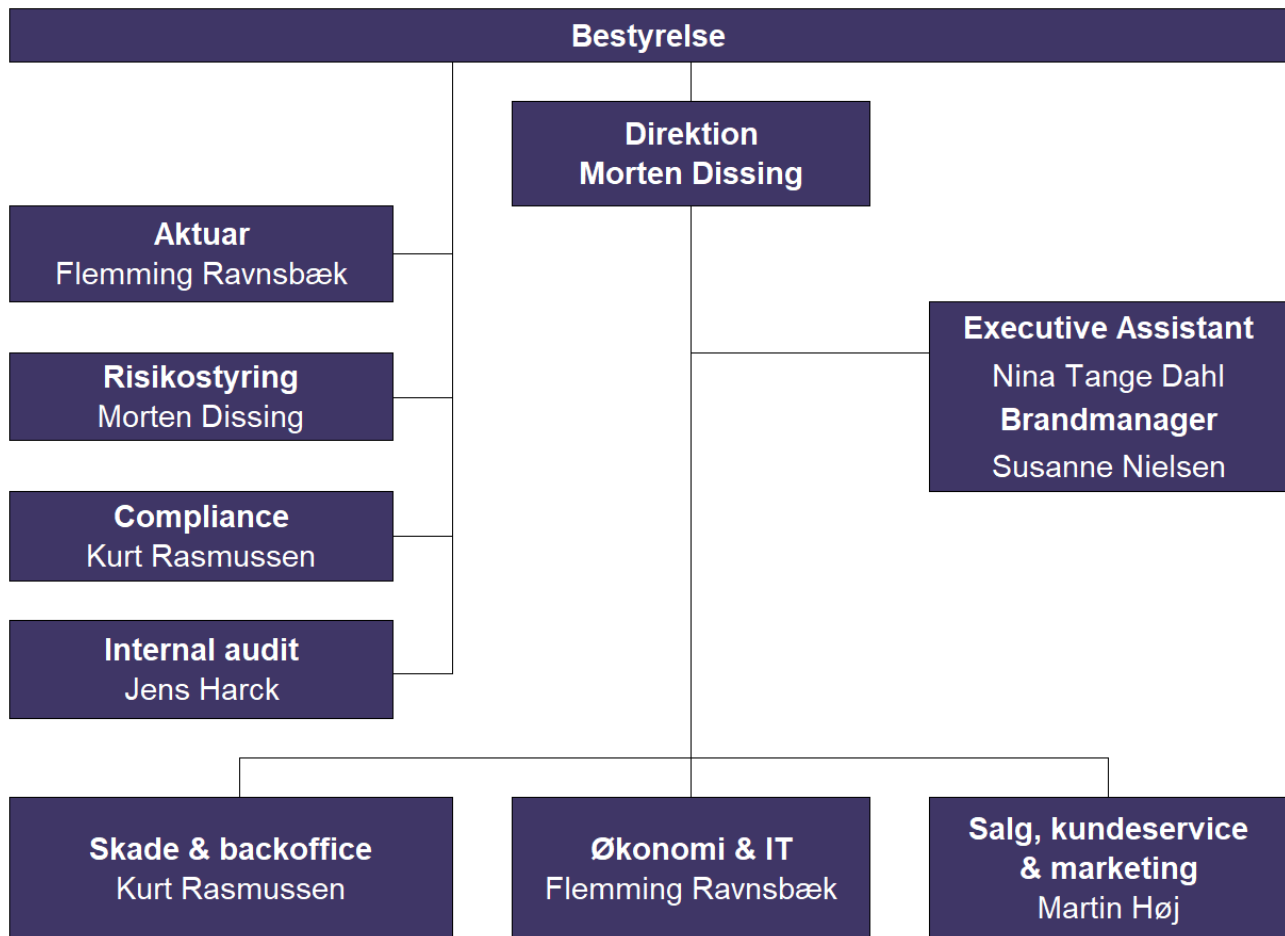 Bestyrelse
Direktion
Morten Dissing
Aktuar
Flemming Ravnsbæk
Risikostyring
Morten Dissing
Compliance
Kurt Rasmussen
Internal audit
Jens Harck
Executive Assistant
Nina Tange Dahl
Brandmanager
Susanne Nielsen
Skade & backoffice
Kurt Rasmussen
Økonomi & IT
Flemming Ravnsbæk
Salg, kundeservice
& marketing
Martin Høj